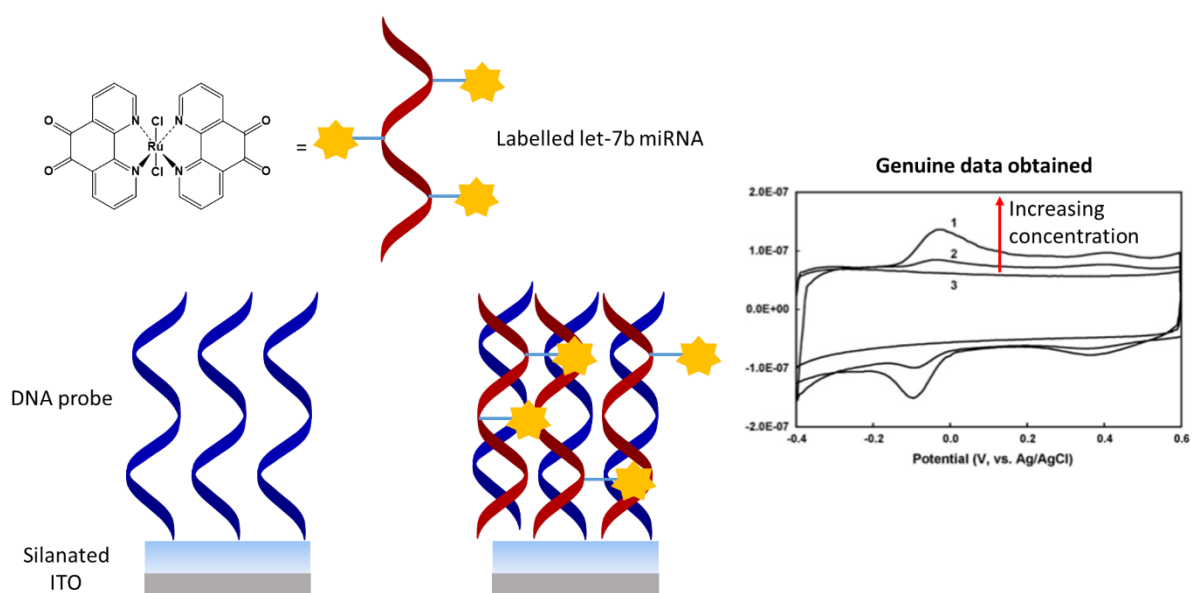 O
O
N
N
Cl
Ru
Cl
N
N
O
O
=
Labelled let-7b miRNA
DNA probe
Silanated
ITO
Genuine data obtained
2.0E-07
1.0E-07
0.0E+00
-1.0E-07
-2.0E-07
Increasing
concentration
1
2
3
-0.4
-0.2
0.0
0.2
0.4
0.6
Potential (V, vs. Ag/AgCl)